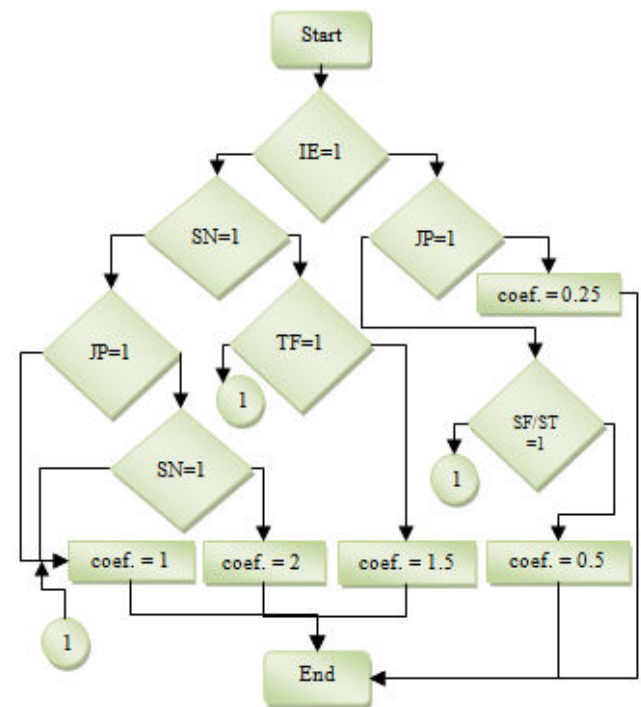 Start
IE=1
SN=1
JP=1
coef. = 0.25
JP=1
TF=1
1
SF/ST
=1
1
SN=1
coef. = 1
coef. = 2
coef. = 1.5
coef. = 0.5
1
End